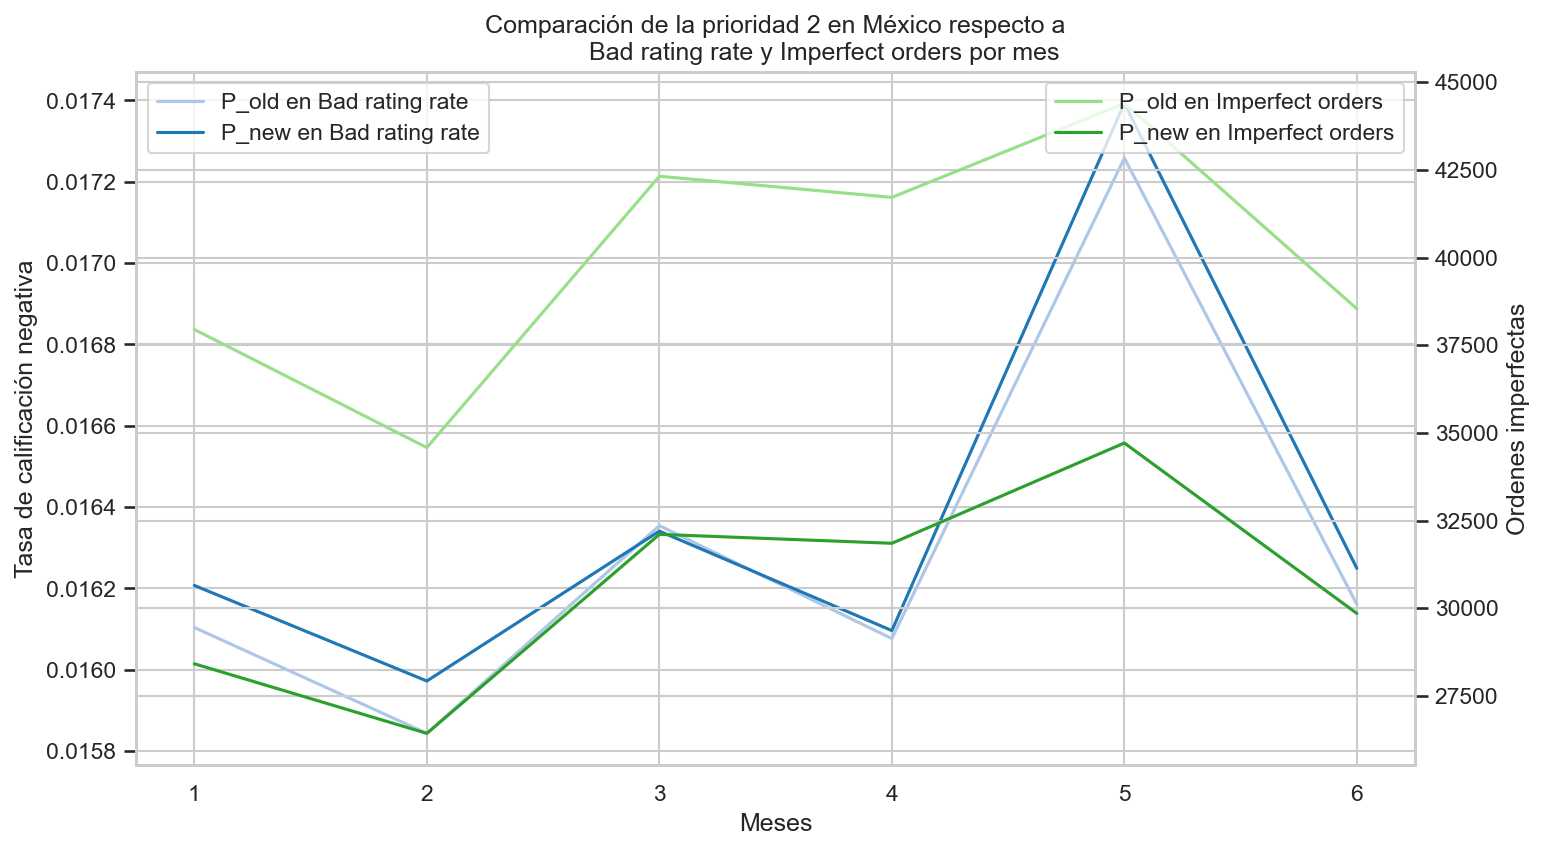 Comparación de la prioridad 2 en México respecto a
Bad rating rate y Imperfect orders por mes
P_old en Bad rating rate
P_new en Bad rating rate
P_old en Imperfect orders
P_new en Imperfect orders
Tasa de calificación negativa
0.0174
0.0172
0.0170
0.0168
0.0166
0.0164
0.0162
0.0160
0.0158
45000
42500
40000
37500
35000
32500
30000
27500
Ordenes imperfectas
1 2 3 4 5 6
Meses